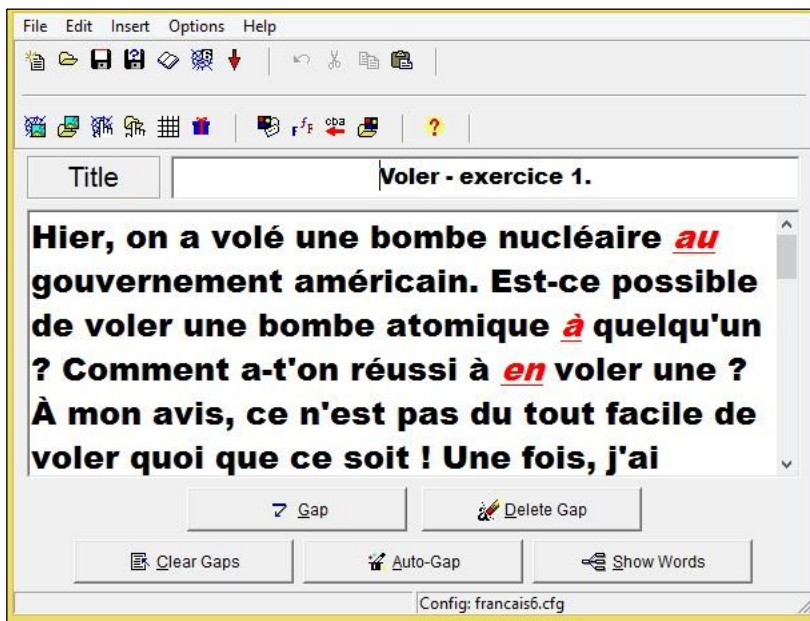 File Edit Insert Options Help
Title
Voler - exercice 1.
Hier, on a volé une bombe nucléaire au
gouvernement américain. Est-ce possible
de voler une bombe atomique à quelqu'un
? Comment a-t'on réussi à en voler une ?
À mon avis, ce n'est pas du tout facile de
voler quoi que ce soit ! Une fois, j'ai
Gap Delete Gap
Clear Gaps Auto-Gap Show Words
Config: francais6.cfg